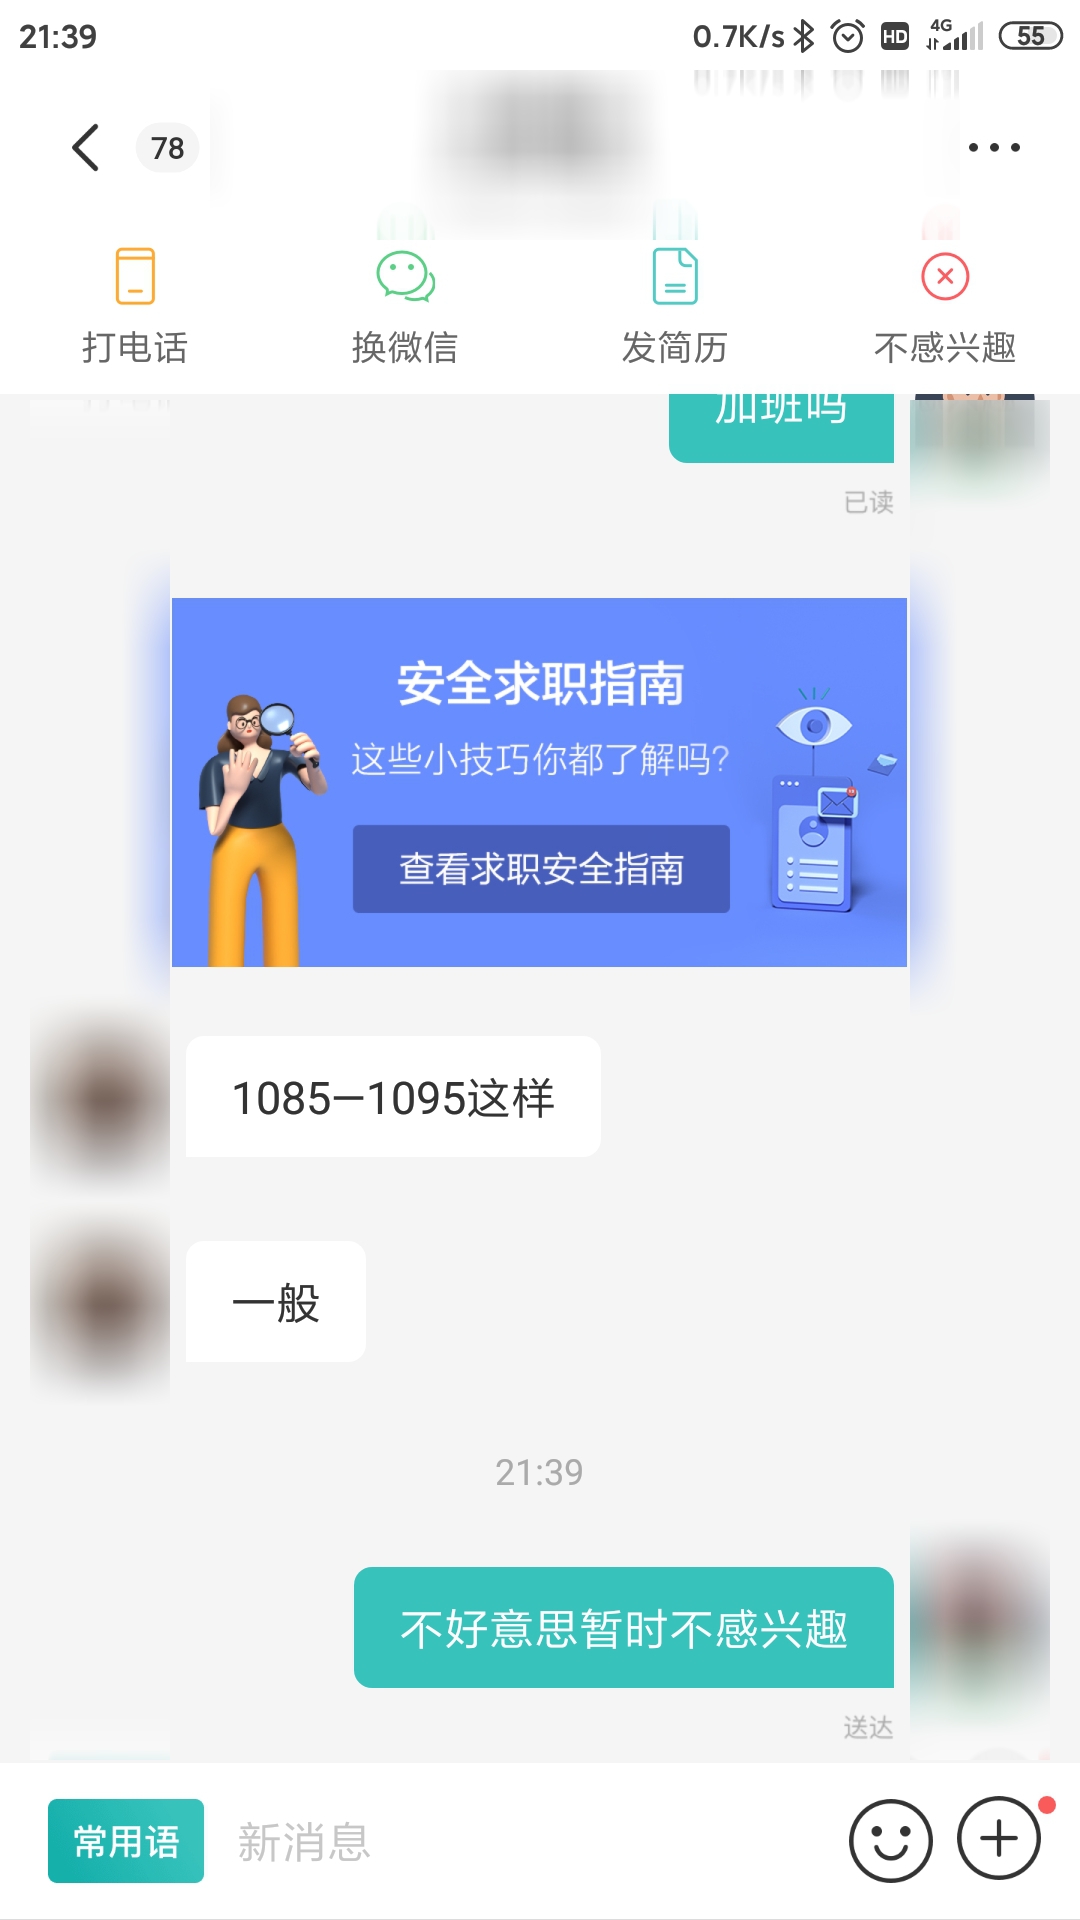 21:39
0.7K/s
HD
4G
55
78
打电话
换微信
发简历
不感兴趣
加班吗
已读
安全求职指南
这些小技巧你都了解吗?
查看求职安全指南
1085—1095这样
一般
21:39
不好意思暂时不感兴趣
送达
常用语
新消息